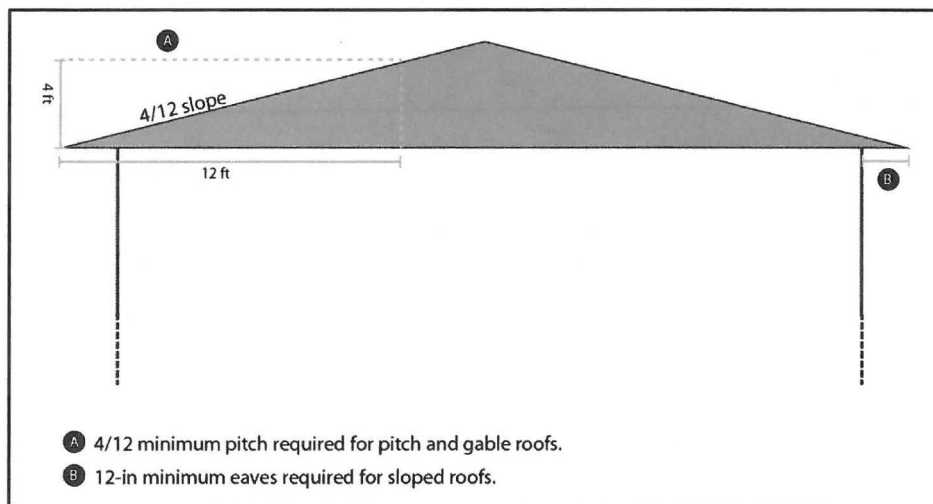 A
4 ft
4/12 slope
12 ft
B
A 4/12 minimum pitch required for pitch and gable roofs.
B 12-in minimum eaves required for sloped roofs.